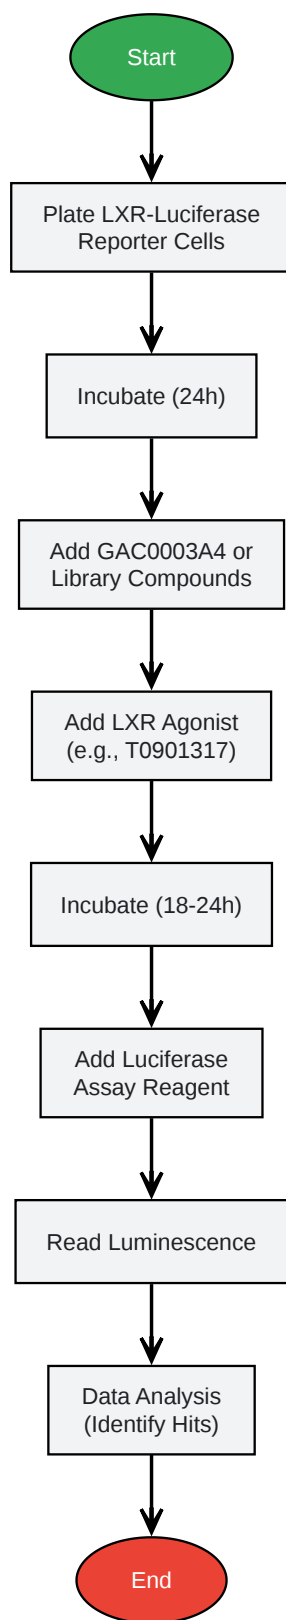 Start
Plate LXR-Luciferase
Reporter Cells
Incubate (24h)
Add GAC0003A4 or
Library Compounds
Add LXR Agonist
(e.g., T0901317)
Incubate (18-24h)
Add Luciferase
Assay Reagent
Read Luminescence
Data Analysis
(Identify Hits)
End